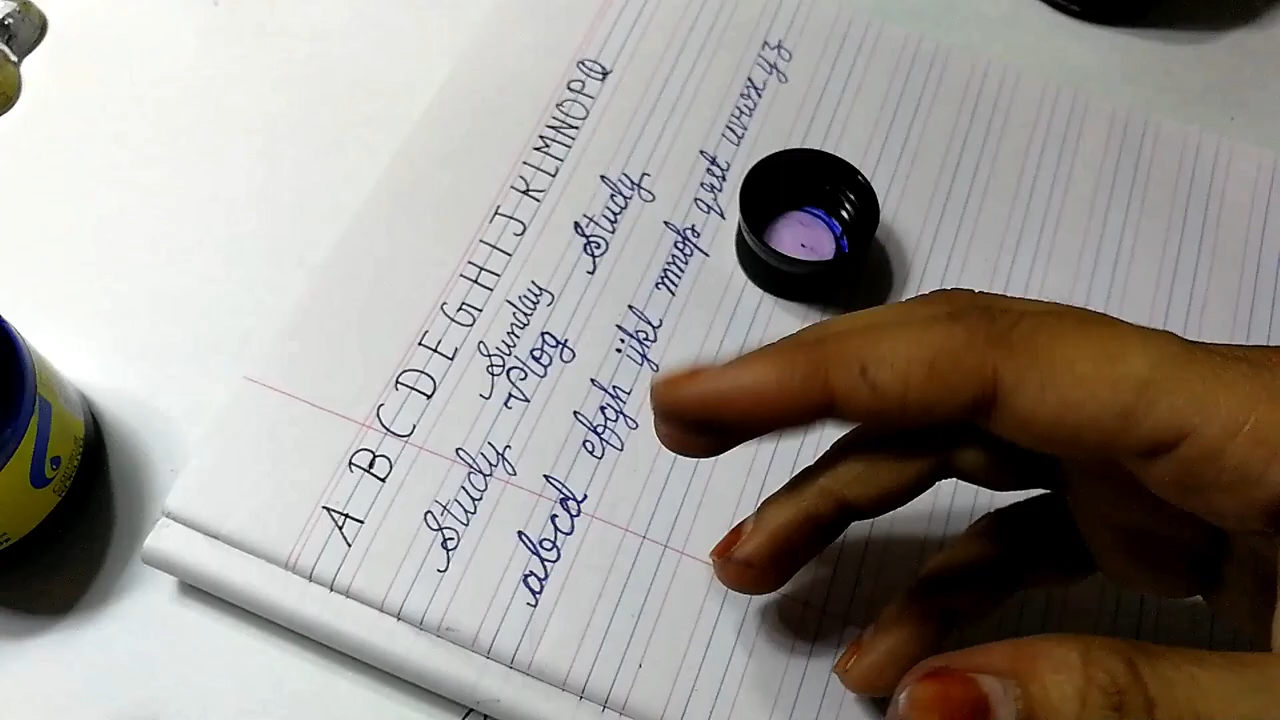 A B C D E G H I J K L M N O P Q
Sunday
Study Vlog Study
abcd efgh ijkl mnop qrst uvwx yz